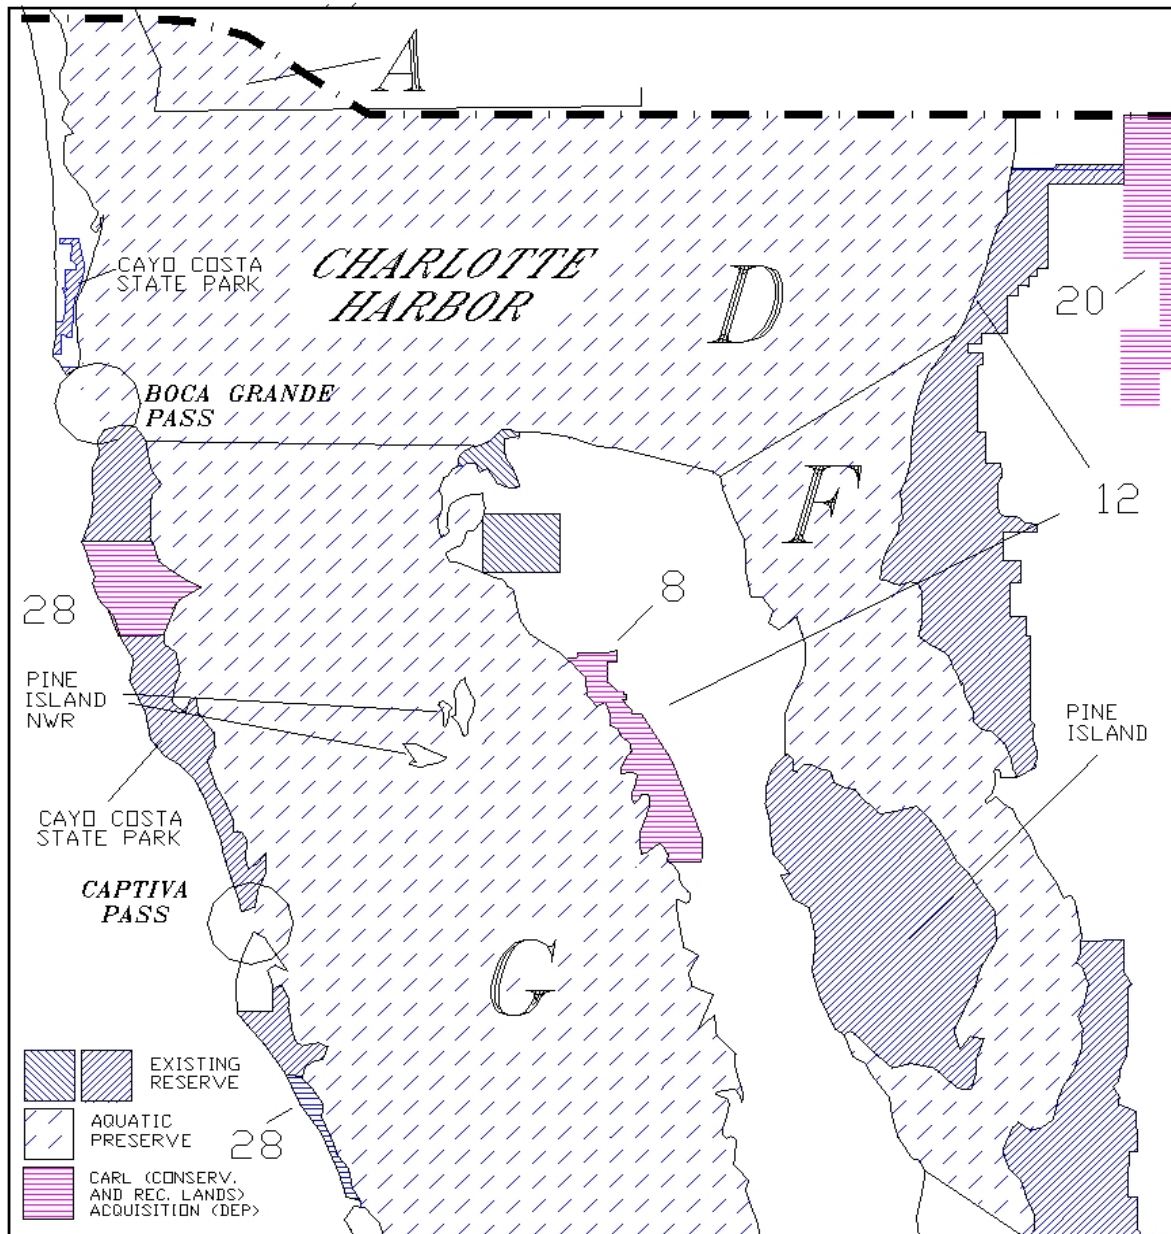 A
CAYO COSTA
STATE PARK
CHARLOTTE
HARBOR
D
20
BOCA GRANDE
PASS
F
12
28
8
PINE
ISLAND
NWR
PINE
ISLAND
CAYO COSTA
STATE PARK
CAPTIVA
PASS
G
EXISTING
RESERVE
AQUATIC
PRESERVE
28
CARL (CONSERV.
AND REC. LANDS)
ACQUISITION (DEP)